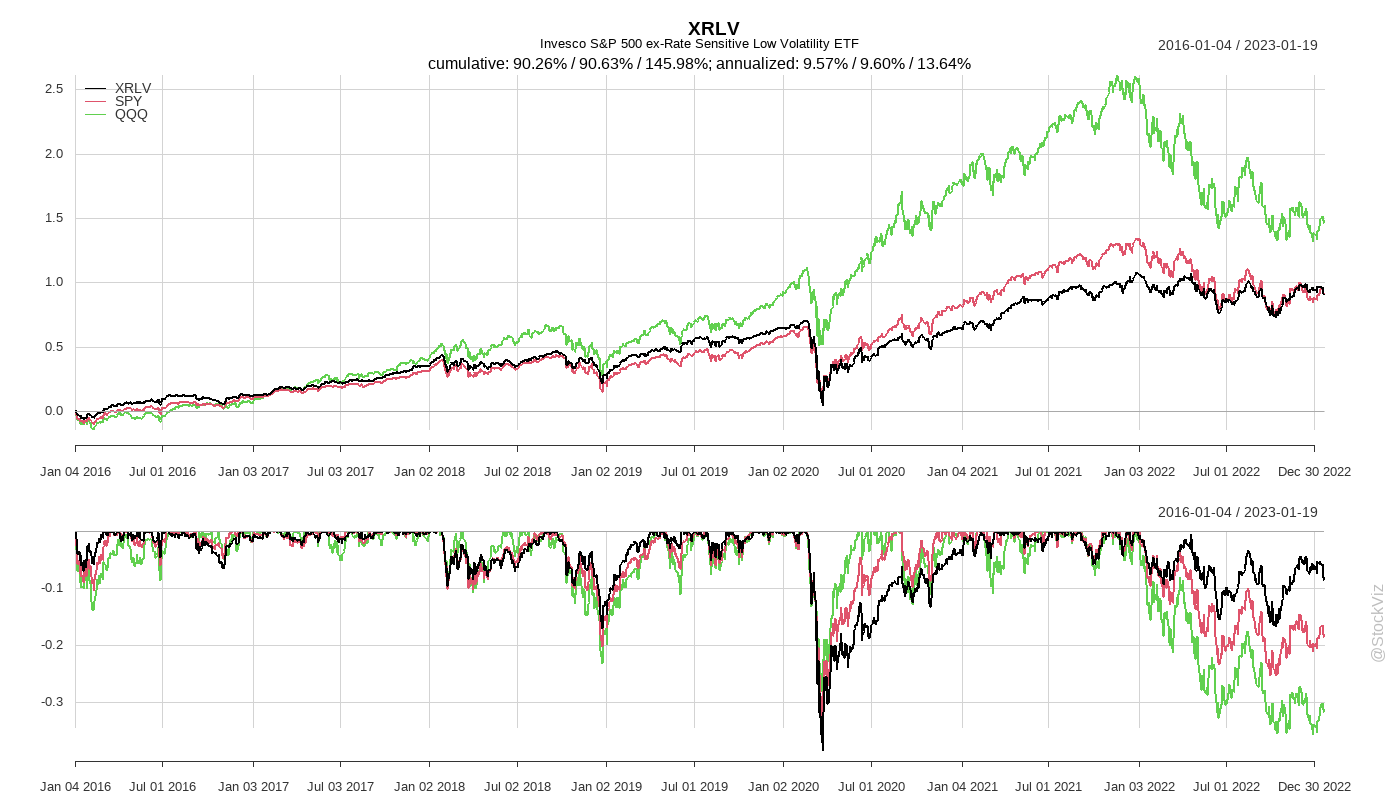 XRLV
Invesco S&P 500 ex-Rate Sensitive Low Volatility ETF
2016-01-04 / 2023-01-19
cumulative: 90.26% / 90.63% / 145.98%; annualized: 9.57% / 9.60% / 13.64%
XRLV
SPY
QQQ
2.5
2.0
1.5
1.0
0.5
0.0
Jan 04 2016 Jul 01 2016 Jan 03 2017 Jul 03 2017 Jan 02 2018 Jul 02 2018 Jan 02 2019 Jul 01 2019 Jan 02 2020 Jul 01 2020 Jan 04 2021 Jul 01 2021 Jan 03 2022 Jul 01 2022 Dec 30 2022
2016-01-04 / 2023-01-19
-0.1
-0.2
-0.3
Jan 04 2016 Jul 01 2016 Jan 03 2017 Jul 03 2017 Jan 02 2018 Jul 02 2018 Jan 02 2019 Jul 01 2019 Jan 02 2020 Jul 01 2020 Jan 04 2021 Jul 01 2021 Jan 03 2022 Jul 01 2022 Dec 30 2022
@StockViz